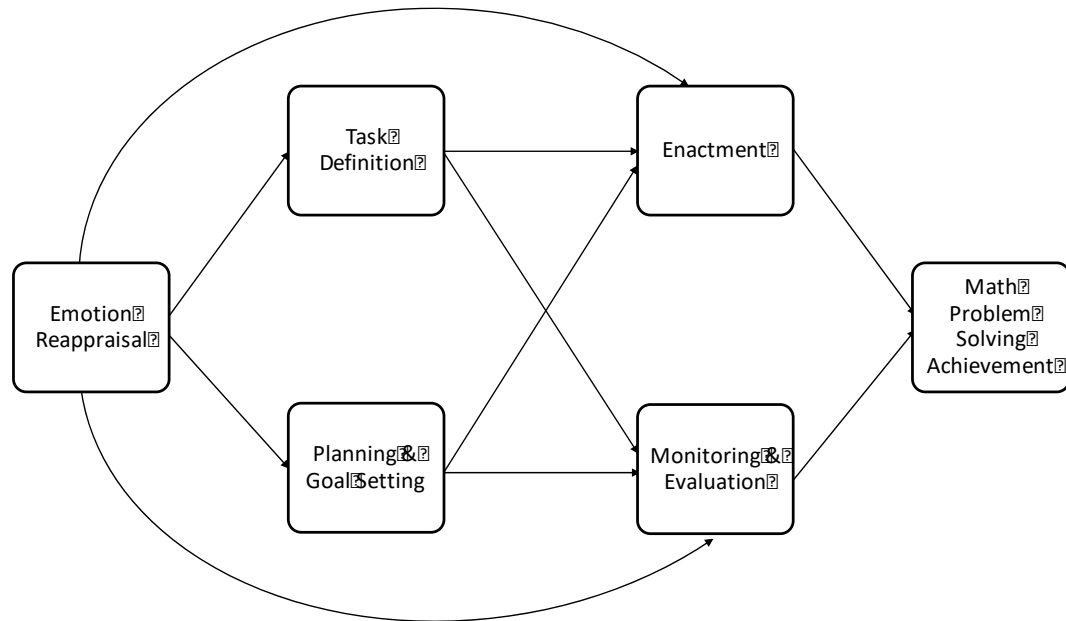 Task
Definition
Enactment
Emotion
Reappraisal
Math
Problem
Solving
Achievement
Planning &
Goal Setting
Monitoring &
Evaluation